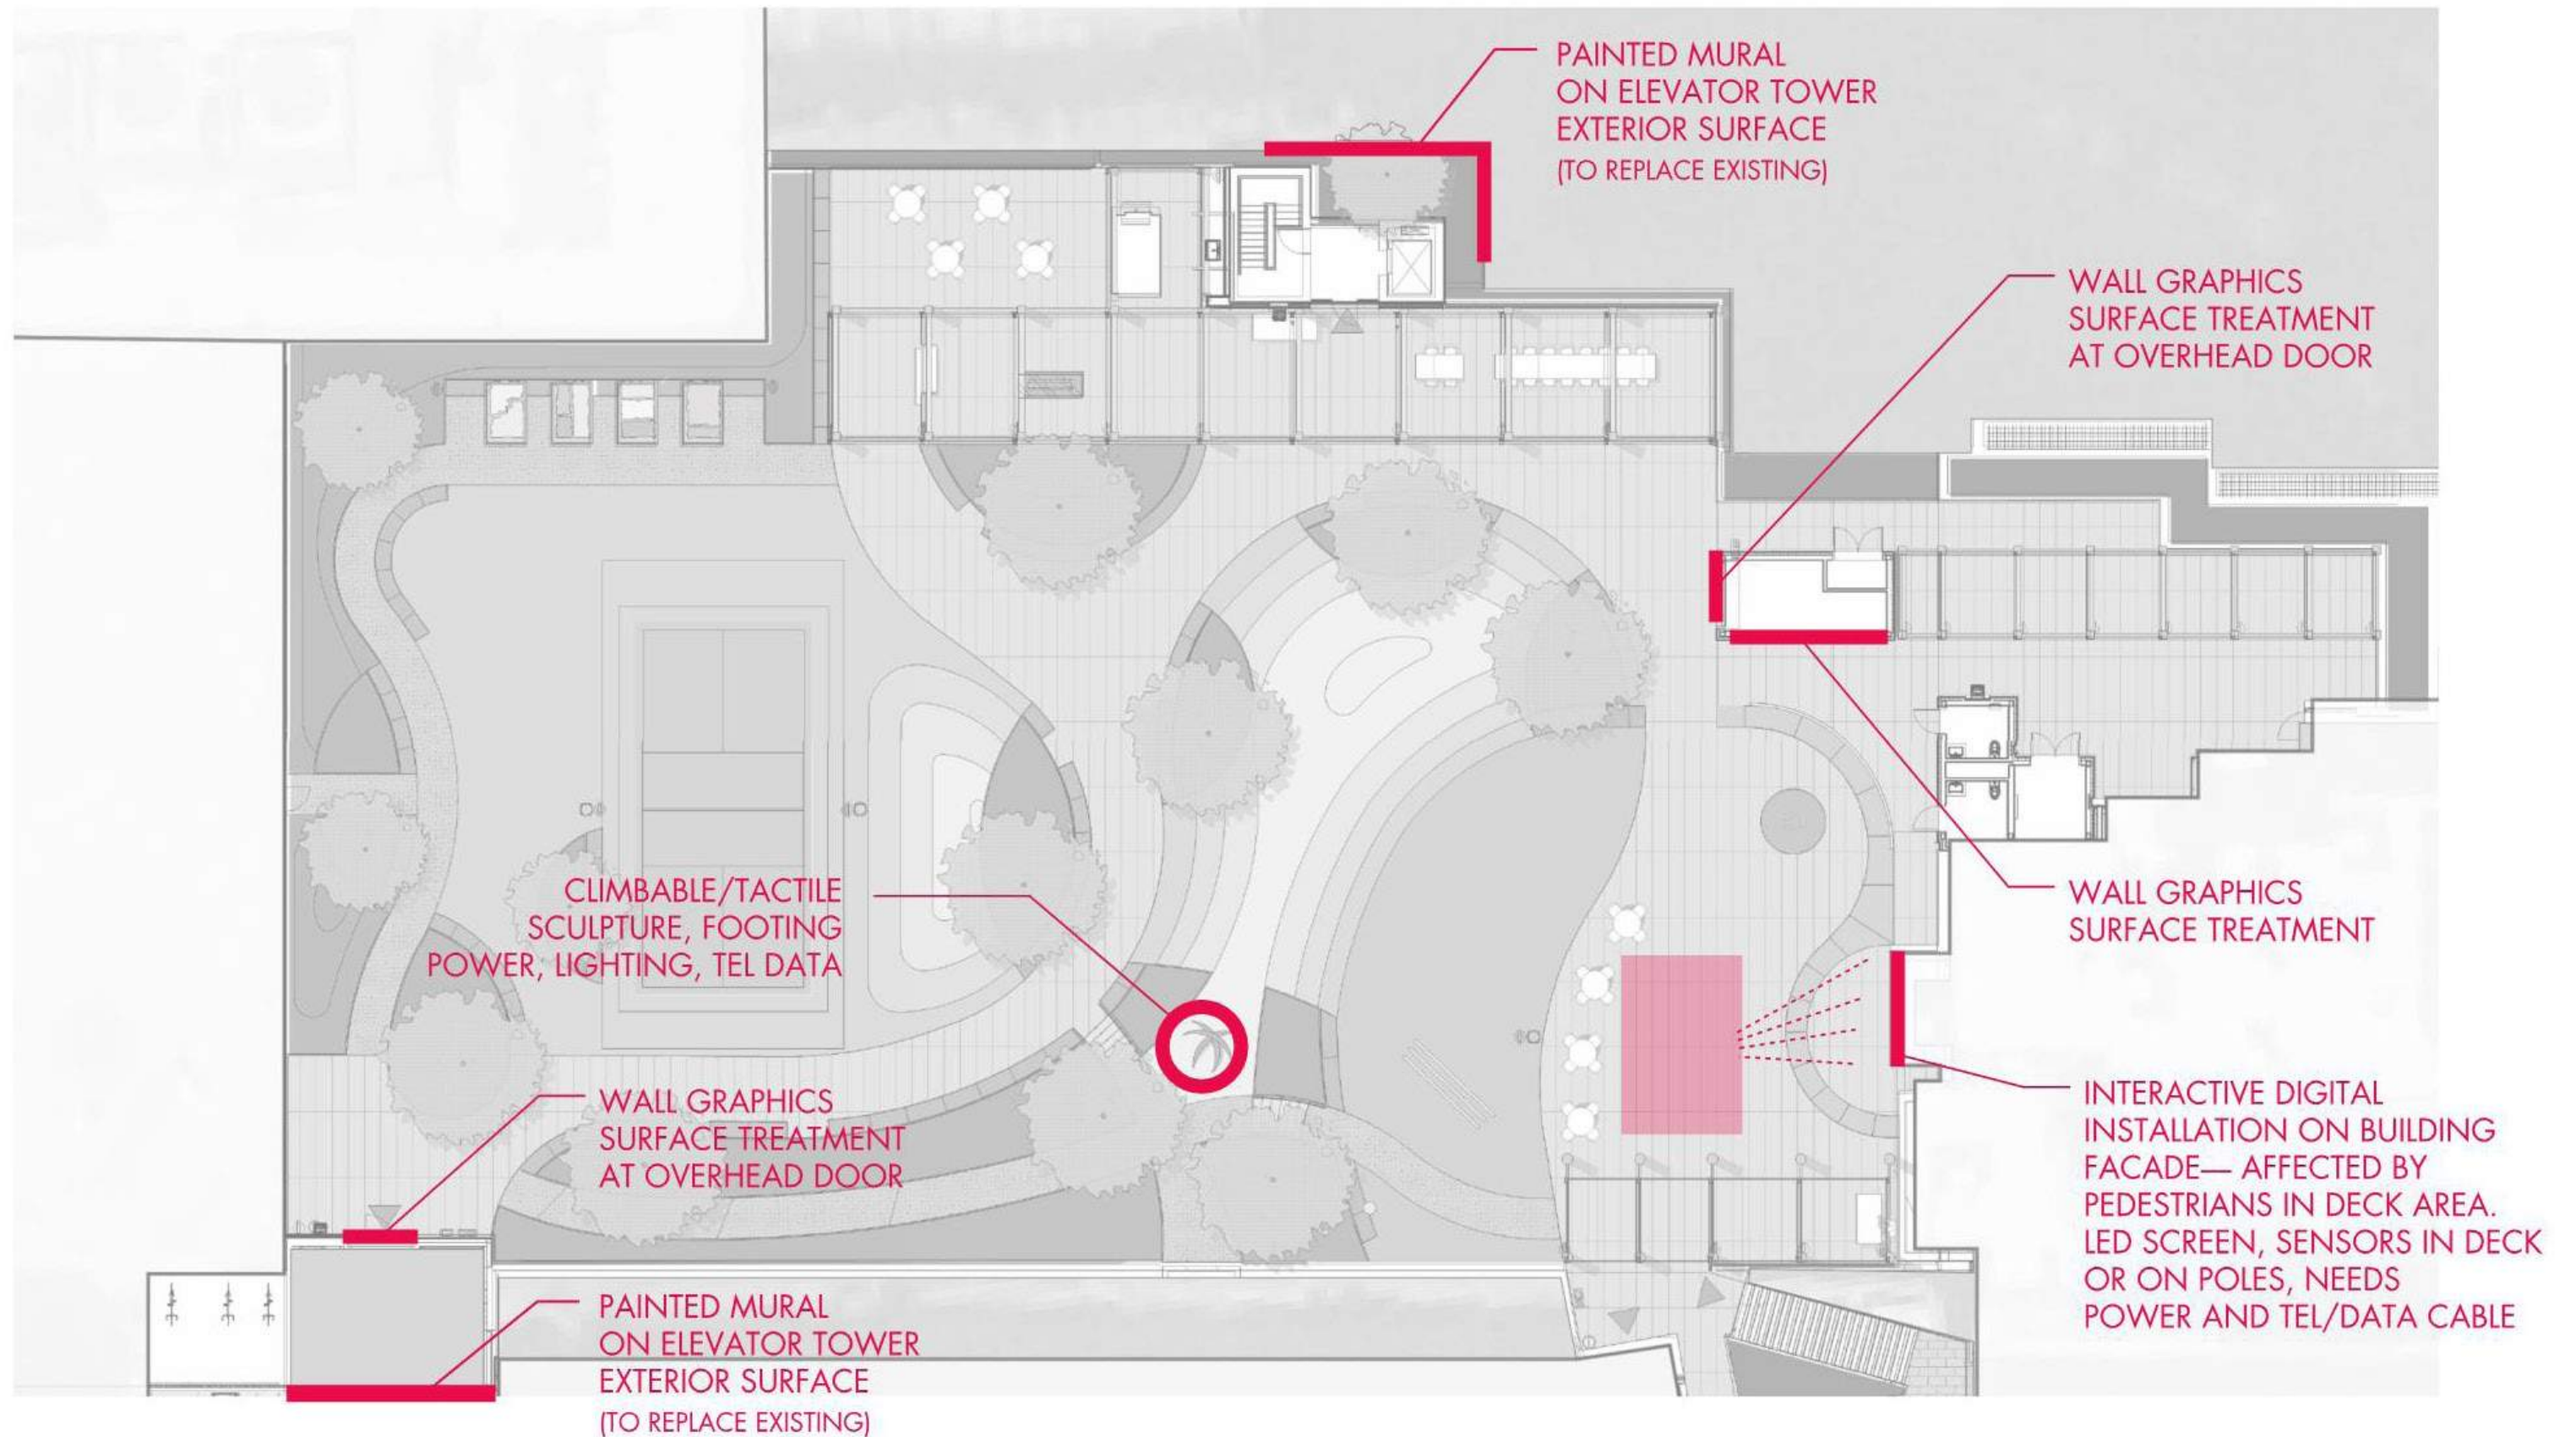 PAINTED MURAL
ON ELEVATOR TOWER
EXTERIOR SURFACE
(TO REPLACE EXISTING)
WALL GRAPHICS
SURFACE TREATMENT
AT OVERHEAD DOOR
CLIMBABLE/TACTILE
SCULPTURE, FOOTING
POWER, LIGHTING, TEL DATA
WALL GRAPHICS
SURFACE TREATMENT
WALL GRAPHICS
SURFACE TREATMENT
AT OVERHEAD DOOR
INTERACTIVE DIGITAL
INSTALLATION ON BUILDING
FACADE— AFFECTED BY
PEDESTRIANS IN DECK AREA.
LED SCREEN, SENSORS IN DECK
OR ON POLES, NEEDS
POWER AND TEL/DATA CABLE
PAINTED MURAL
ON ELEVATOR TOWER
EXTERIOR SURFACE
(TO REPLACE EXISTING)